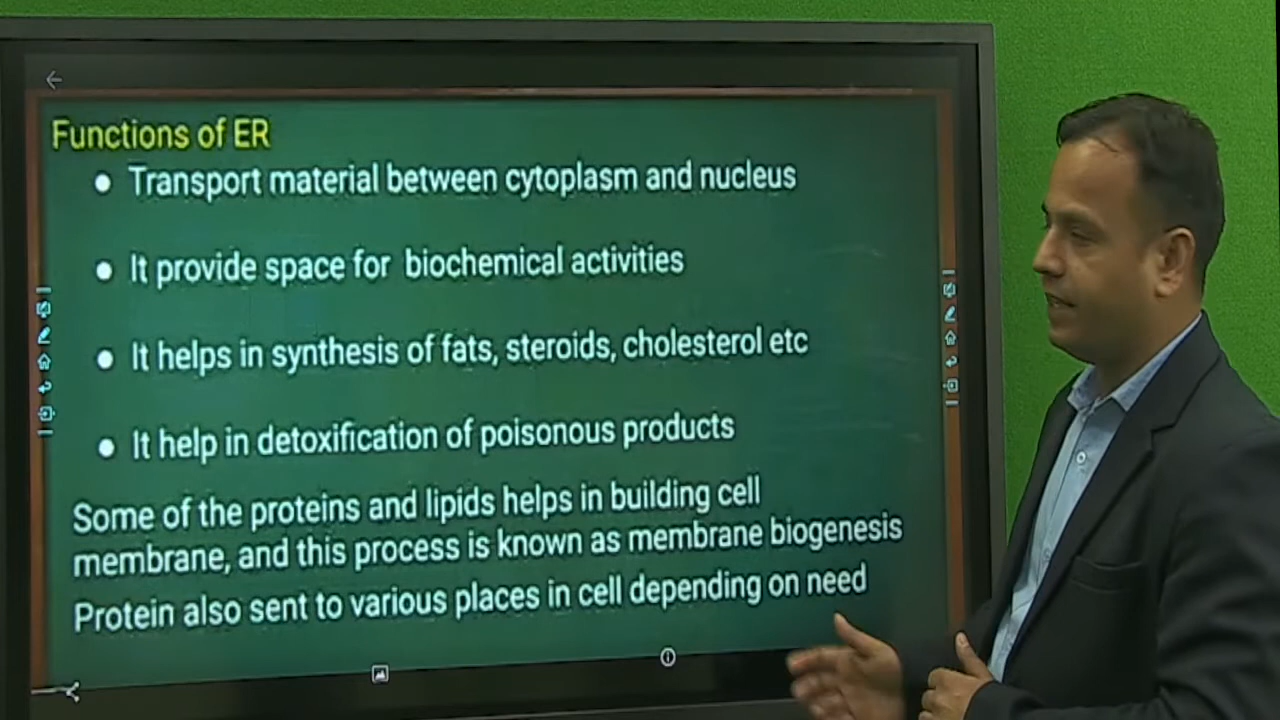 Functions of ER
● Transport material between cytoplasm and nucleus
● It provide space for biochemical activities
● It helps in synthesis of fats, steroids, cholesterol etc
● It help in detoxification of poisonous products
Some of the proteins and lipids helps in building cell
membrane, and this process is known as membrane biogenesis
Protein also sent to various places in cell depending on need